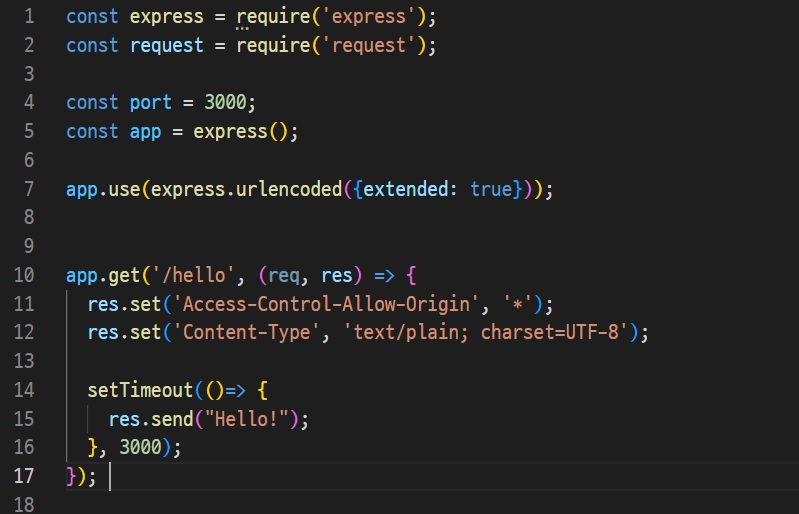 1 const express = require('express');
2 const request = require('request');
3
4 const port = 3000;
5 const app = express();
6
7 app.use(express.urlencoded({extended: true}));
8
9
10 app.get('/hello', (req, res) => {
11   res.set('Access-Control-Allow-Origin', '*');
12   res.set('Content-Type', 'text/plain; charset=UTF-8');
13
14   setTimeout(()=> {
15     res.send("Hello!");
16   }, 3000);
17 });
18